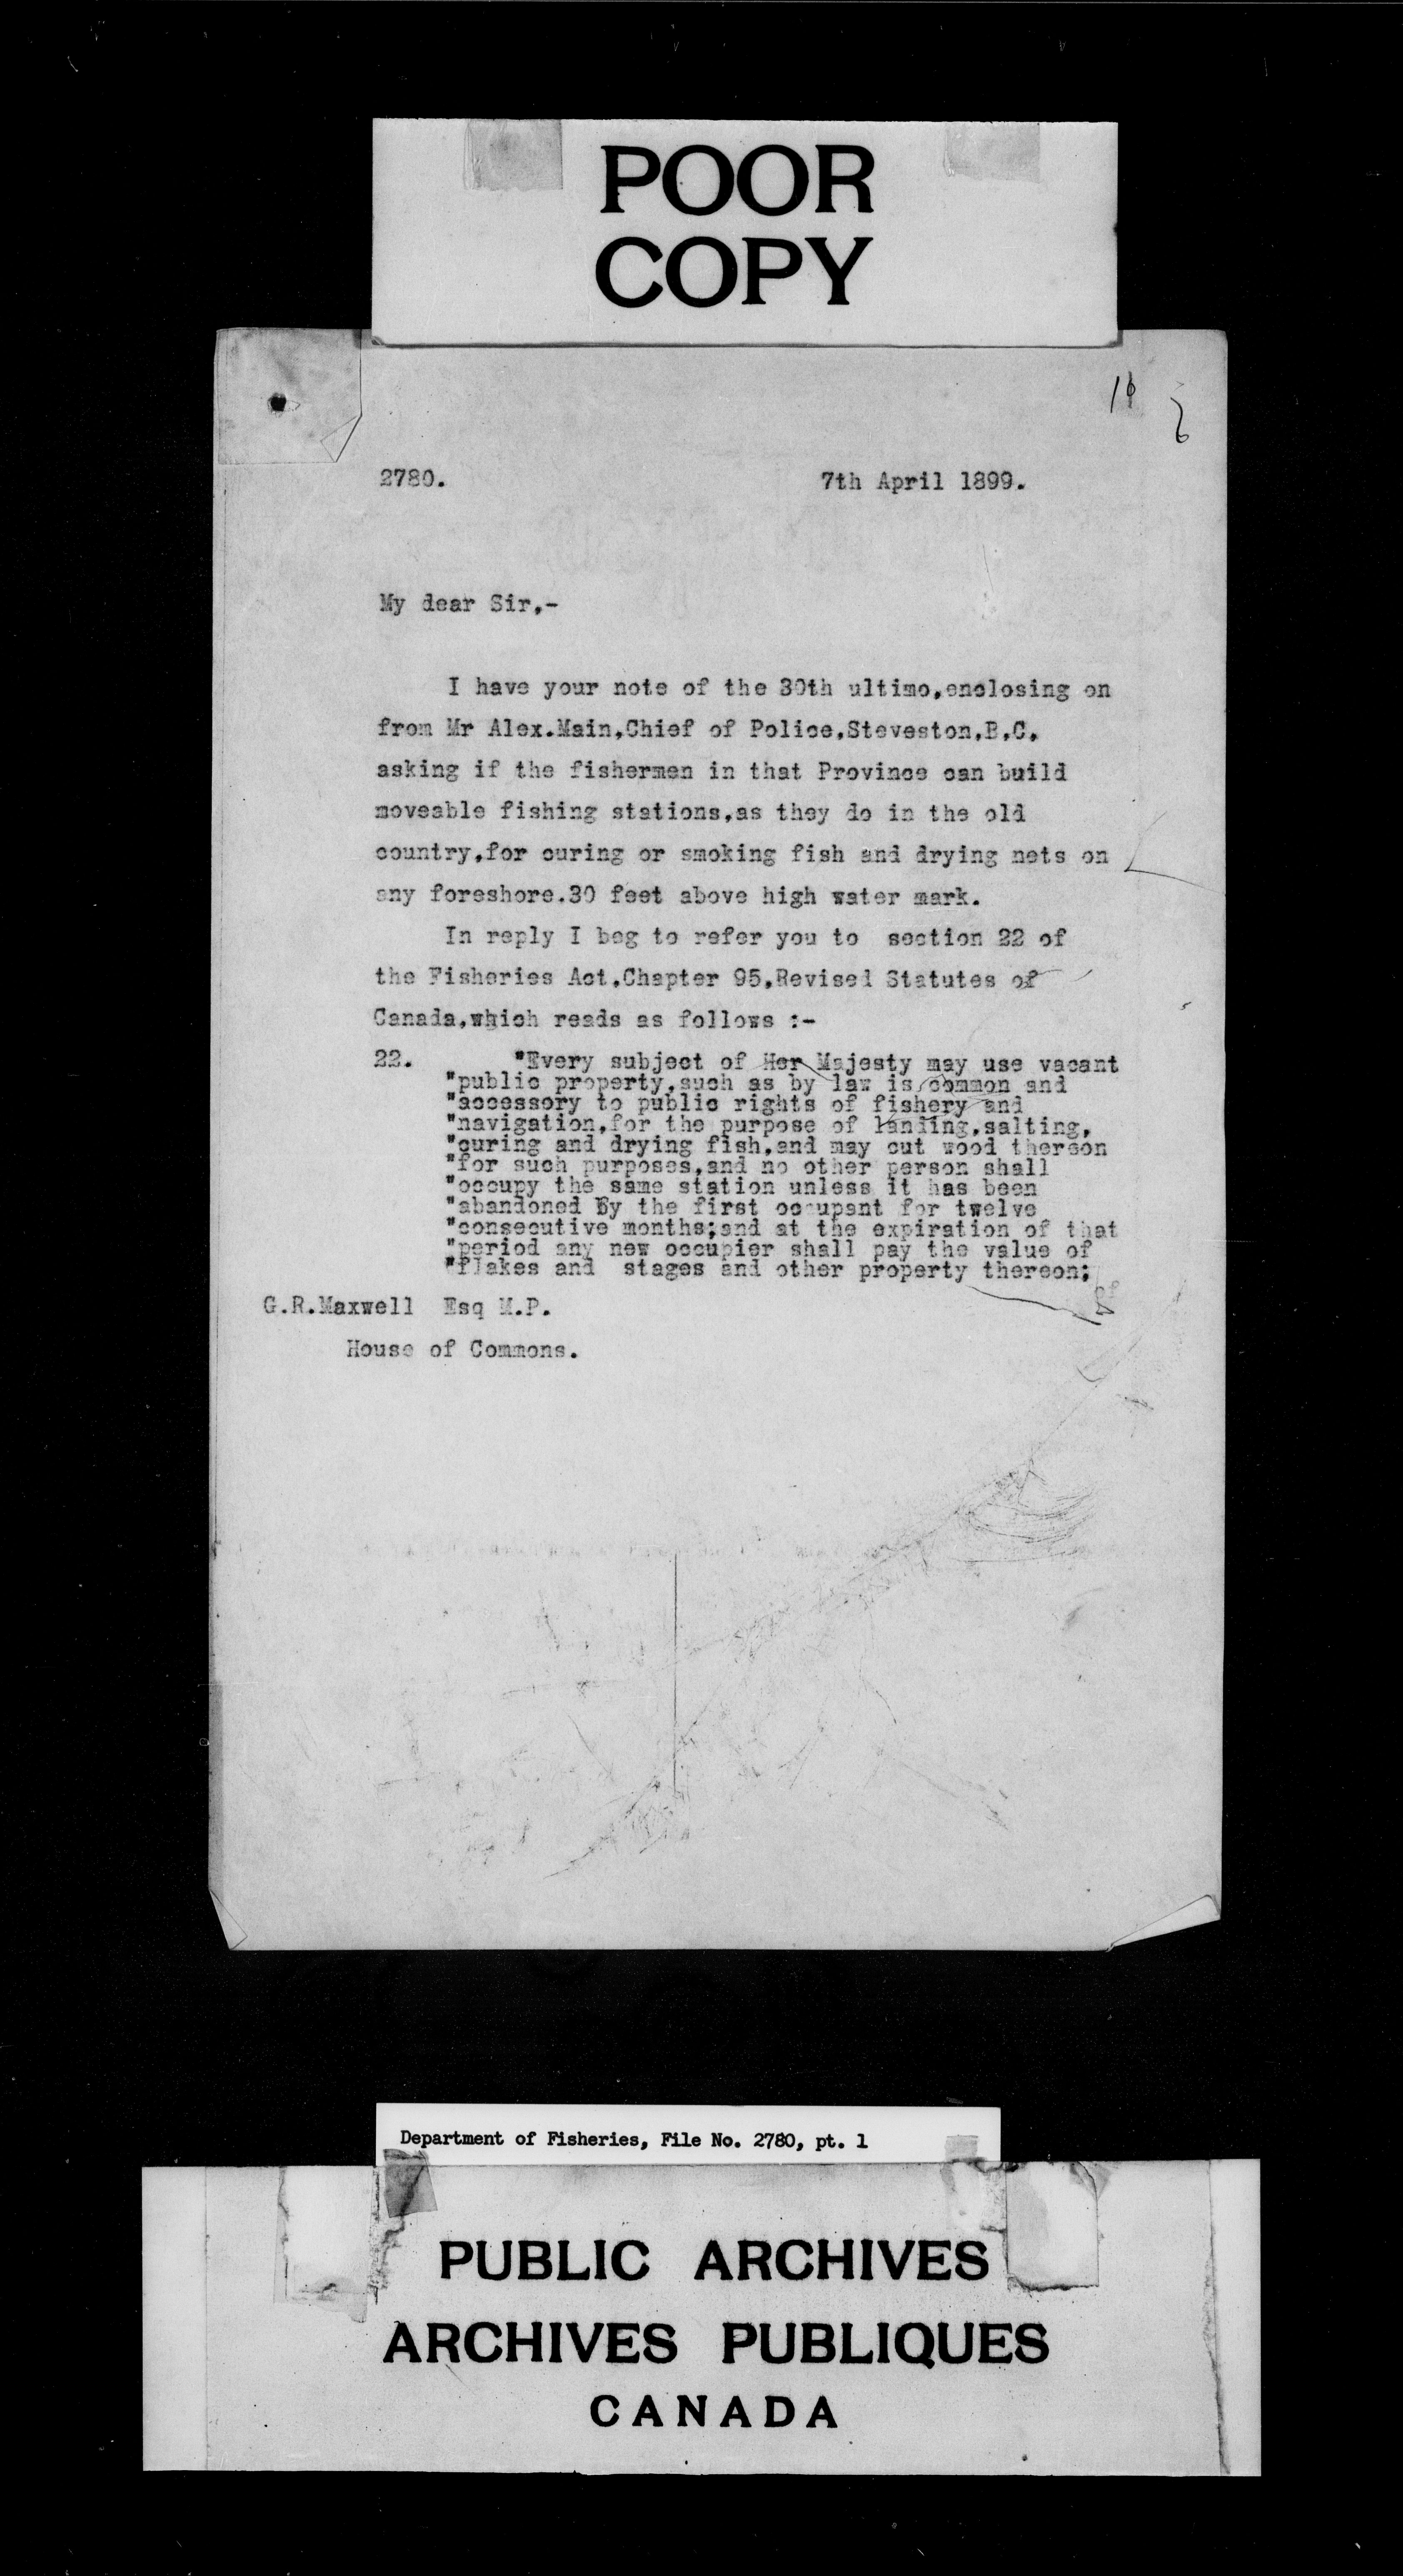 POOR
COPY
2780. 7th April 1899.
My dear Sir,-
I have your note of the 30th ultimo,enclosing on
from Mr Alex.Main,Chief of Police,Steveston,B,C,
asking if the fishermen in that Province can build
moveable fishing stations,as they do in the old
country,for curing or smoking fish and drying nets on
any foreshore.30 feet above high water mark.
In reply I beg to refer you to section 22 of
the Fisheries Act,Chapter 95,Revised Statutes of
Canada,which reads as follows :-
22. "Every subject of Her Majesty may use vacant
"public property,such as by law is common and
"accessory to public rights of fishery and
"navigation,for the purpose of landing,salting,
"curing and drying fish,and may cut wood thereon
"for such purposes,and no other person shall
"occupy the same station unless it has been
"abandoned By the first occupant for twelve
"consecutive months;and at the expiration of that
"period any new occupier shall pay the value of
"flakes and stages and other property thereon;
G.R.Maxwell Esq M.P.
House of Commons.
Department of Fisheries, File No. 2780, pt. 1
PUBLIC ARCHIVES
ARCHIVES PUBLIQUES
CANADA